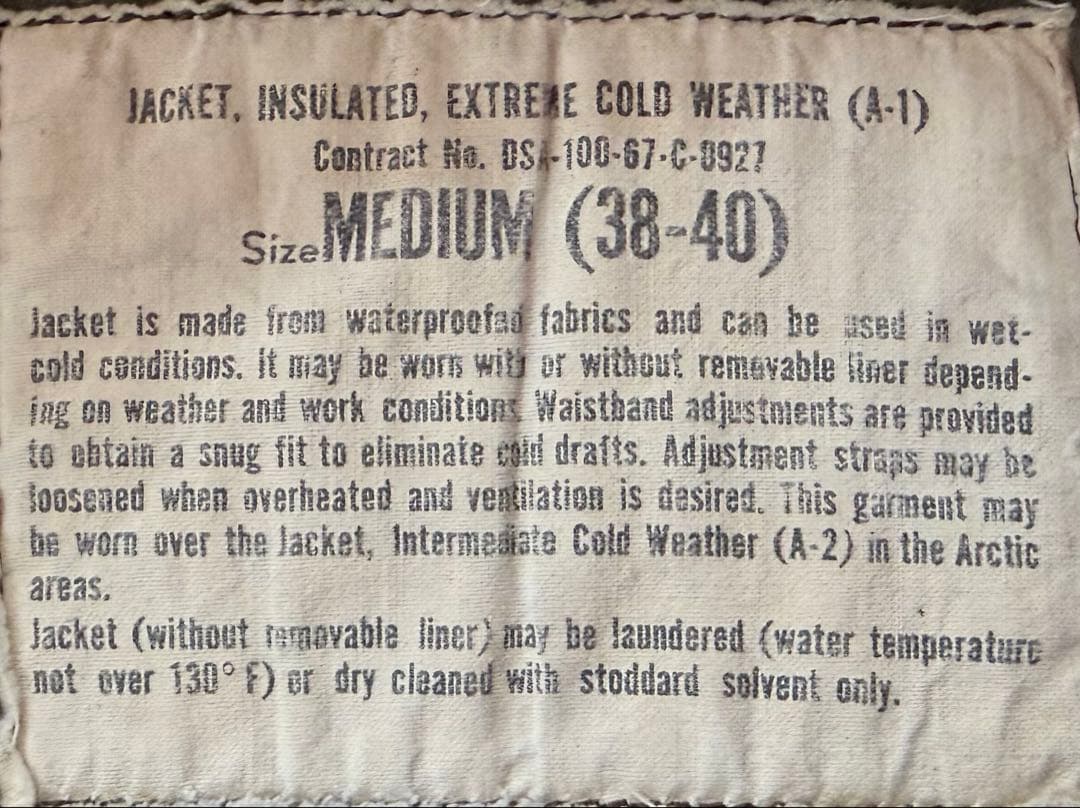 JACKET, INSULATED, EXTREME COLD WEATHER (A-1)
Contract No. DSA-100-67-C-0927
Size MEDIUM (38-40)
Jacket is made from waterproofed fabrics and can be used in wet-
cold conditions. It may be worn with or without removable liner depend-
ing on weather and work conditions. Waistband adjustments are provided
to obtain a snug fit to eliminate cold drafts. Adjustment straps may be
loosened when overheated and ventilation is desired. This garment may
be worn over the Jacket, Intermediate Cold Weather (A-2) in the Arctic
areas.
Jacket (without removable liner) may be laundered (water temperature
not over 130° F) or dry cleaned with stoddard solvent only.